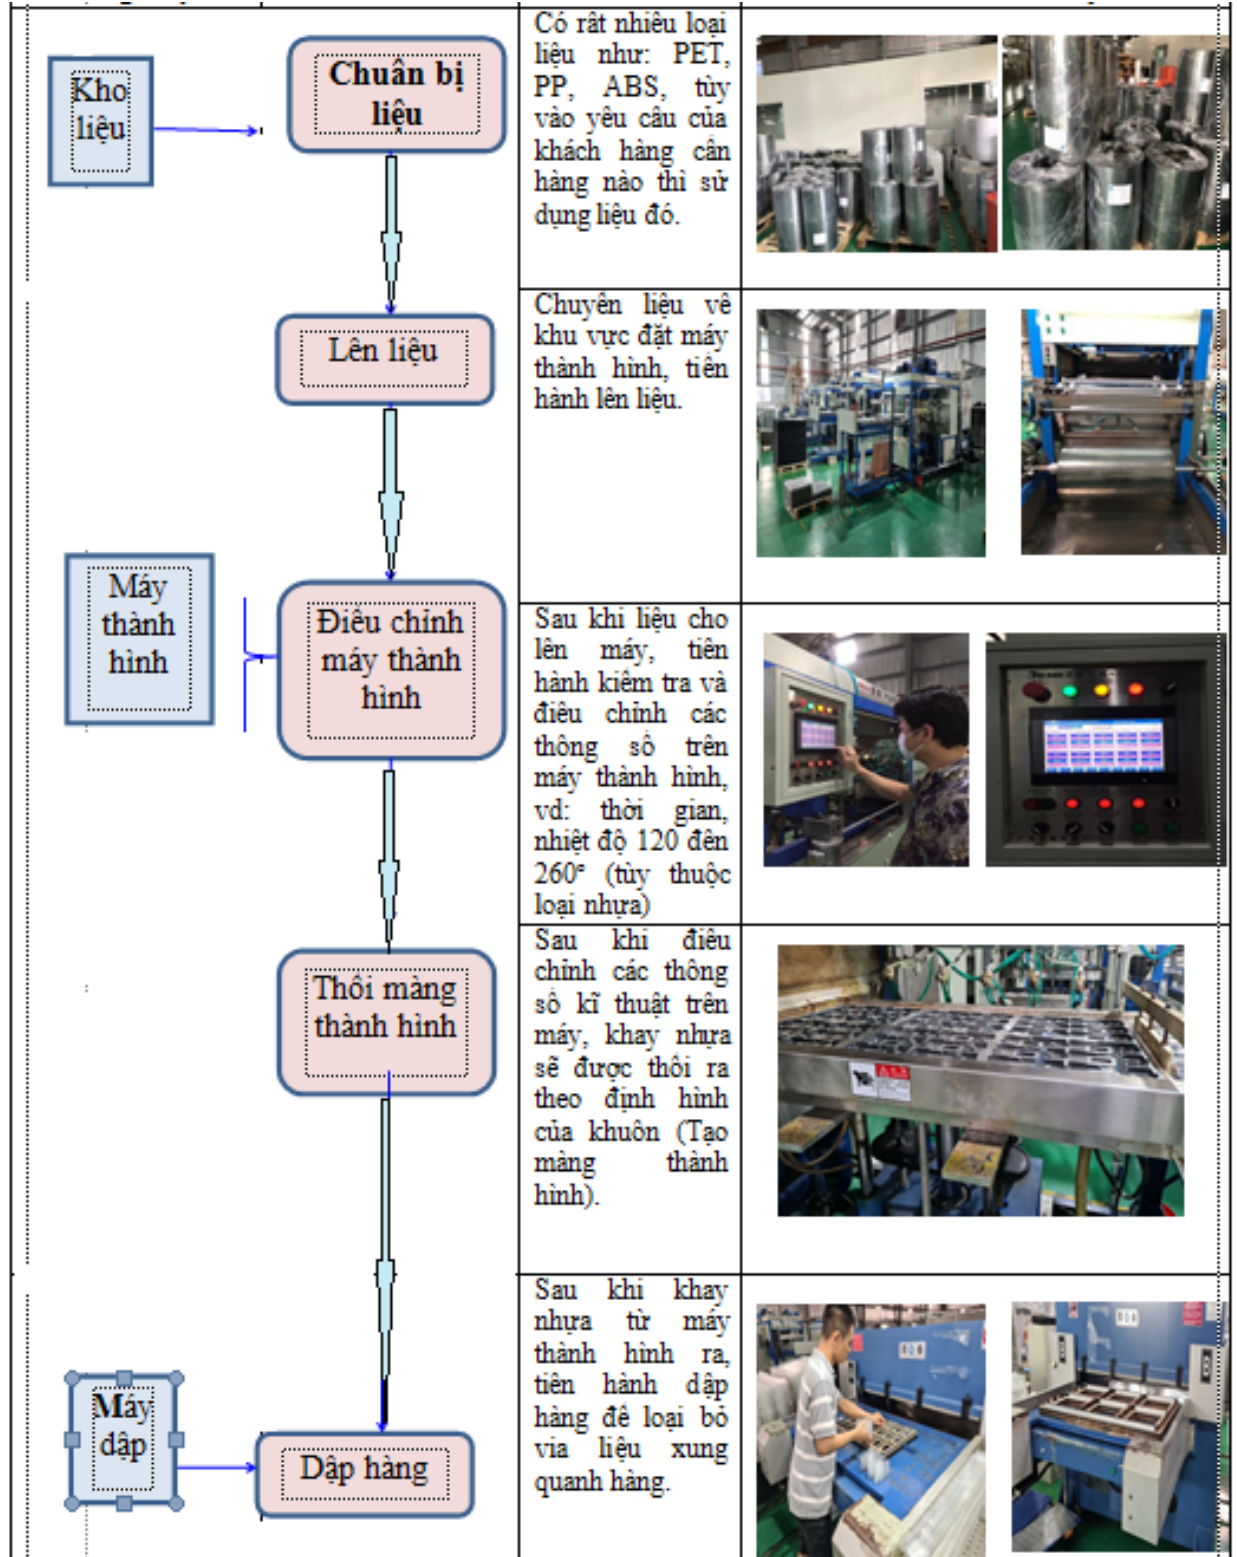 Kho
liệu
Chuẩn bị
liệu
Có rất nhiều loại
liệu như: PET,
PP, ABS, tùy
vào yêu cầu của
khách hàng cần
hàng nào thì sử
dụng liệu đó.
Lên liệu
Chuyển liệu về
khu vực đặt máy
thành hình, tiến
hành lên liệu.
Máy
thành
hình
Điều chỉnh
máy thành
hình
Sau khi liệu cho
lên máy, tiến
hành kiểm tra và
điều chỉnh các
thông số trên
máy thành hình,
vd: thời gian,
nhiệt độ 120 đến
260° (tùy thuộc
loại nhựa)
Thổi màng
thành hình
Sau khi điều
chỉnh các thông
số kĩ thuật trên
máy, khay nhựa
sẽ được thổi ra
theo định hình
của khuôn (Tạo
màng thành
hình).
Máy
dập
Dập hàng
Sau khi khay
nhựa từ máy
thành hình ra,
tiến hành dập
hàng để loại bỏ
via liệu xung
quanh hàng.